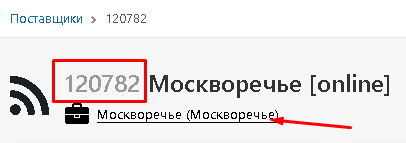 Поставщики > 120782
120782 Москворечье [online]
Москворечье (Москворечье)